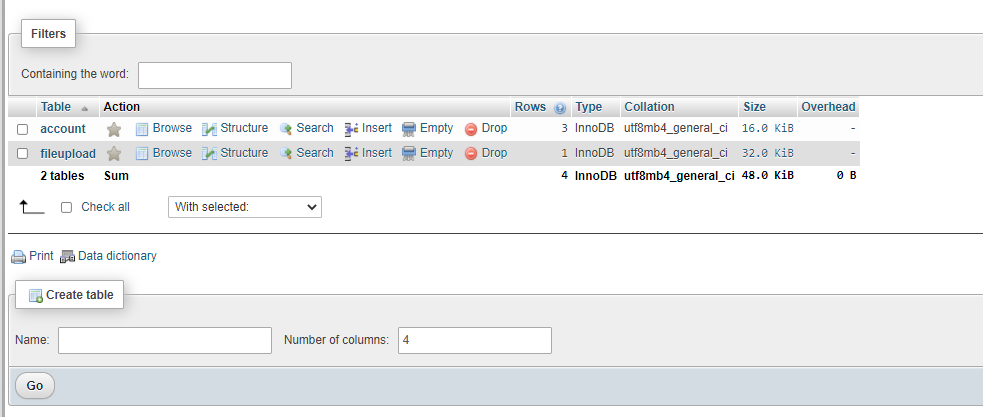 Filters
Containing the word:
Table Action Rows Type Collation Size Overhead
account Browse Structure Search Insert Empty Drop 3 InnoDB utf8mb4_general_ci 16.0 KiB -
fileupload Browse Structure Search Insert Empty Drop 1 InnoDB utf8mb4_general_ci 32.0 KiB -
2 tables Sum 4 InnoDB utf8mb4_general_ci 48.0 KiB 0 B
Check all With selected:
Print Data dictionary
Create table
Name: Number of columns: 4
Go